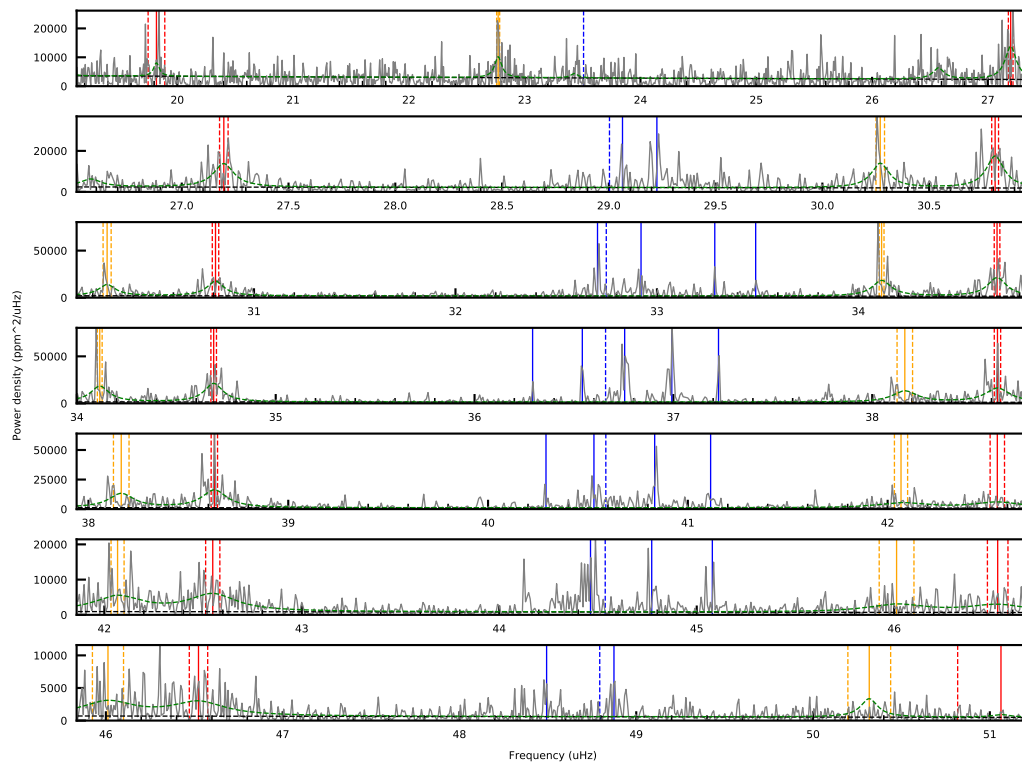 20000
10000
0
20 21 22 23 24 25 26 27
20000
0
27.0 27.5 28.0 28.5 29.0 29.5 30.0 30.5
50000
0
31 32 33 34
50000
0
34 35 36 37 38
50000
25000
0
38 39 40 41 42
20000
10000
0
42 43 44 45 46
10000
5000
0
46 47 48 49 50 51
Power density (ppm^2/uHz)
Frequency (uHz)